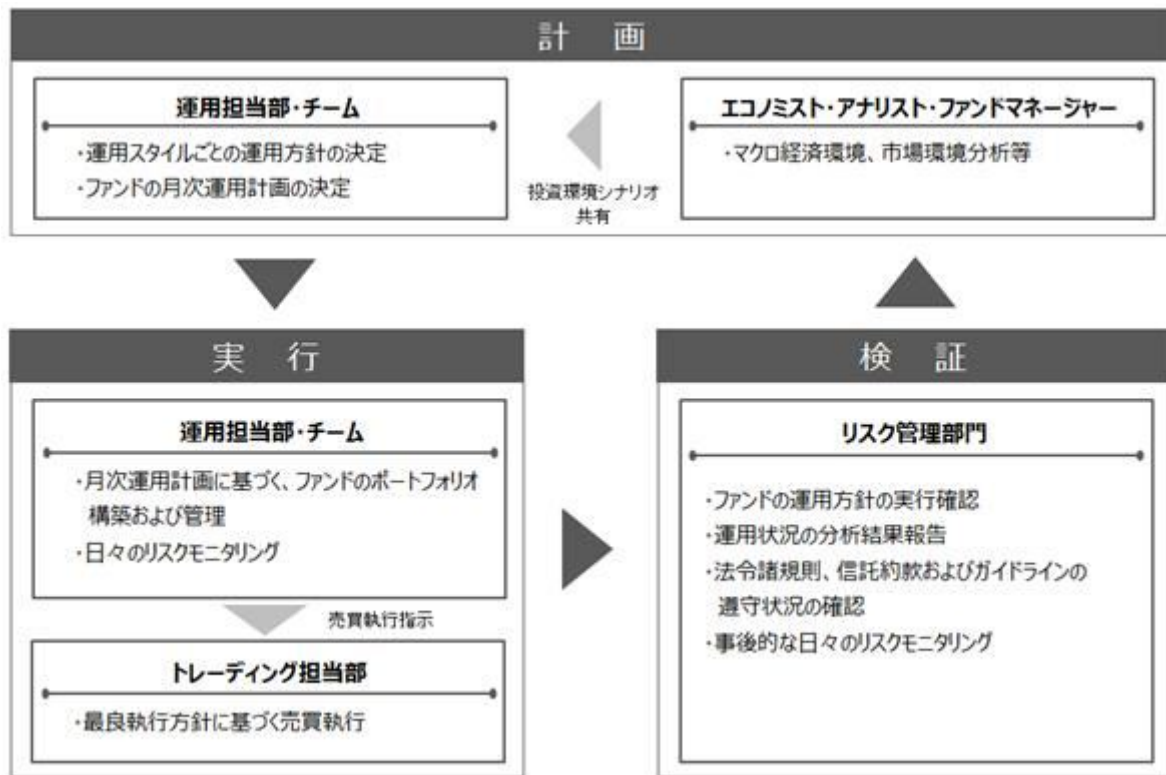 計　画
運用担当部・チーム
・運用スタイルごとの運用方針の決定
・ファンドの月次運用計画の決定
投資環境シナリオ
共有
エコノミスト・アナリスト・ファンドマネージャー
・マクロ経済環境、市場環境分析等
実　行
運用担当部・チーム
・月次運用計画に基づく、ファンドのポートフォリオ
構築および管理
・日々のリスクモニタリング
売買執行指示
トレーディング担当部
・最良執行方針に基づく売買執行
検　証
リスク管理部門
・ファンドの運用方針の実行確認
・運用状況の分析結果報告
・法令諸規則、信託約款およびガイドラインの
遵守状況の確認
・事後的な日々のリスクモニタリング